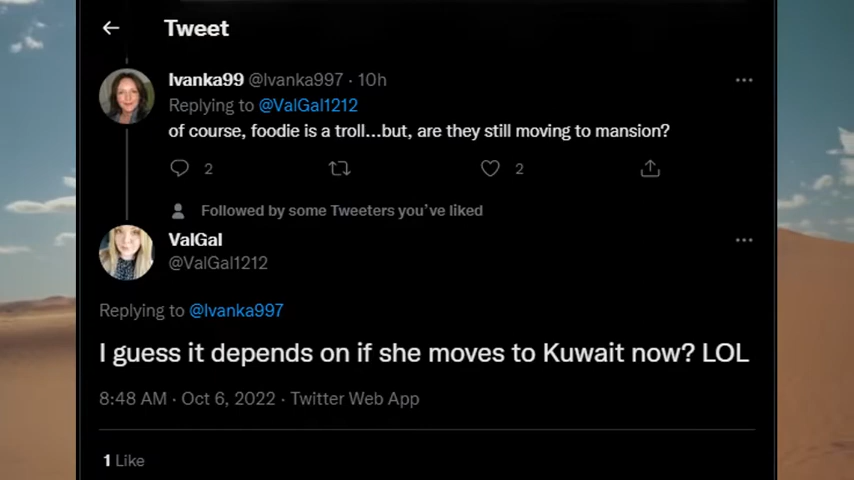 Tweet
Ivanka99 @Ivanka997 · 10h
Replying to @ValGal1212
of course, foodie is a troll...but, are they still moving to mansion?
2 2
Followed by some Tweeters you've liked
ValGal
@ValGal1212
Replying to @Ivanka997
I guess it depends on if she moves to Kuwait now? LOL
8:48 AM · Oct 6, 2022 · Twitter Web App
1 Like